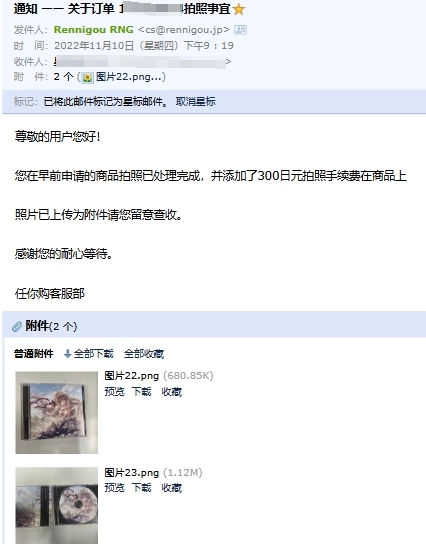 通知 —— 关于订单 1 4拍照事宜
发件人：Rennigou RNG <cs@rennigou.jp>
时 间：2022年11月10日（星期四）下午9：19
收件人： >
附 件：2 个 (图片22.png...)
标记：已将此邮件标记为星标邮件。 取消星标
尊敬的用户您好！
您在早前申请的商品拍照已处理完成，并添加了300日元拍照手续费在商品上
照片已上传为附件请您留意查收。
感谢您的耐心等待。
任你购客服部
附件(2 个)
普通附件 全部下载 全部收藏
图片22.png (680.85K)
预览 下载 收藏
图片23.png (1.12M)
预览 下载 收藏